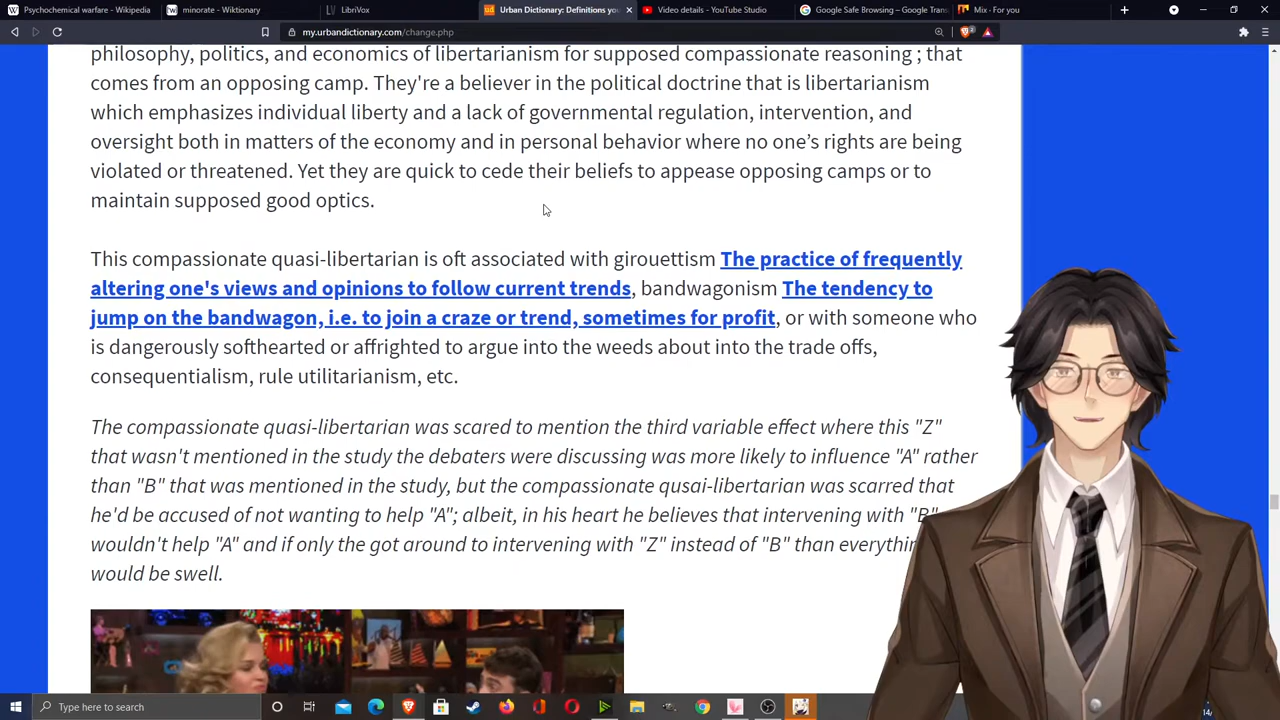 Psychochemical warfare - Wikipedia
minorate - Wiktionary
LibriVox
Urban Dictionary: Definitions you
Video details - YouTube Studio
Google Safe Browsing – Google Tran
Mix - For you
my.urbandictionary.com/change.php
philosophy, politics, and economics of libertarianism for supposed compassionate reasoning ; that
comes from an opposing camp. They're a believer in the political doctrine that is libertarianism
which emphasizes individual liberty and a lack of governmental regulation, intervention, and
oversight both in matters of the economy and in personal behavior where no one’s rights are being
violated or threatened. Yet they are quick to cede their beliefs to appease opposing camps or to
maintain supposed good optics.
This compassionate quasi-libertarian is oft associated with girouettism The practice of frequently
altering one's views and opinions to follow current trends, bandwagonism The tendency to
jump on the bandwagon, i.e. to join a craze or trend, sometimes for profit, or with someone who
is dangerously softhearted or affrighted to argue into the weeds about into the trade offs,
consequentialism, rule utilitarianism, etc.
The compassionate quasi-libertarian was scared to mention the third variable effect where this "Z"
that wasn't mentioned in the study the debaters were discussing was more likely to influence "A" rather
than "B" that was mentioned in the study, but the compassionate qusai-libertarian was scarred that
he'd be accused of not wanting to help "A"; albeit, in his heart he believes that intervening with "B"
wouldn't help "A" and if only the got around to intervening with "Z" instead of "B" than everythin
would be swell.
Type here to search